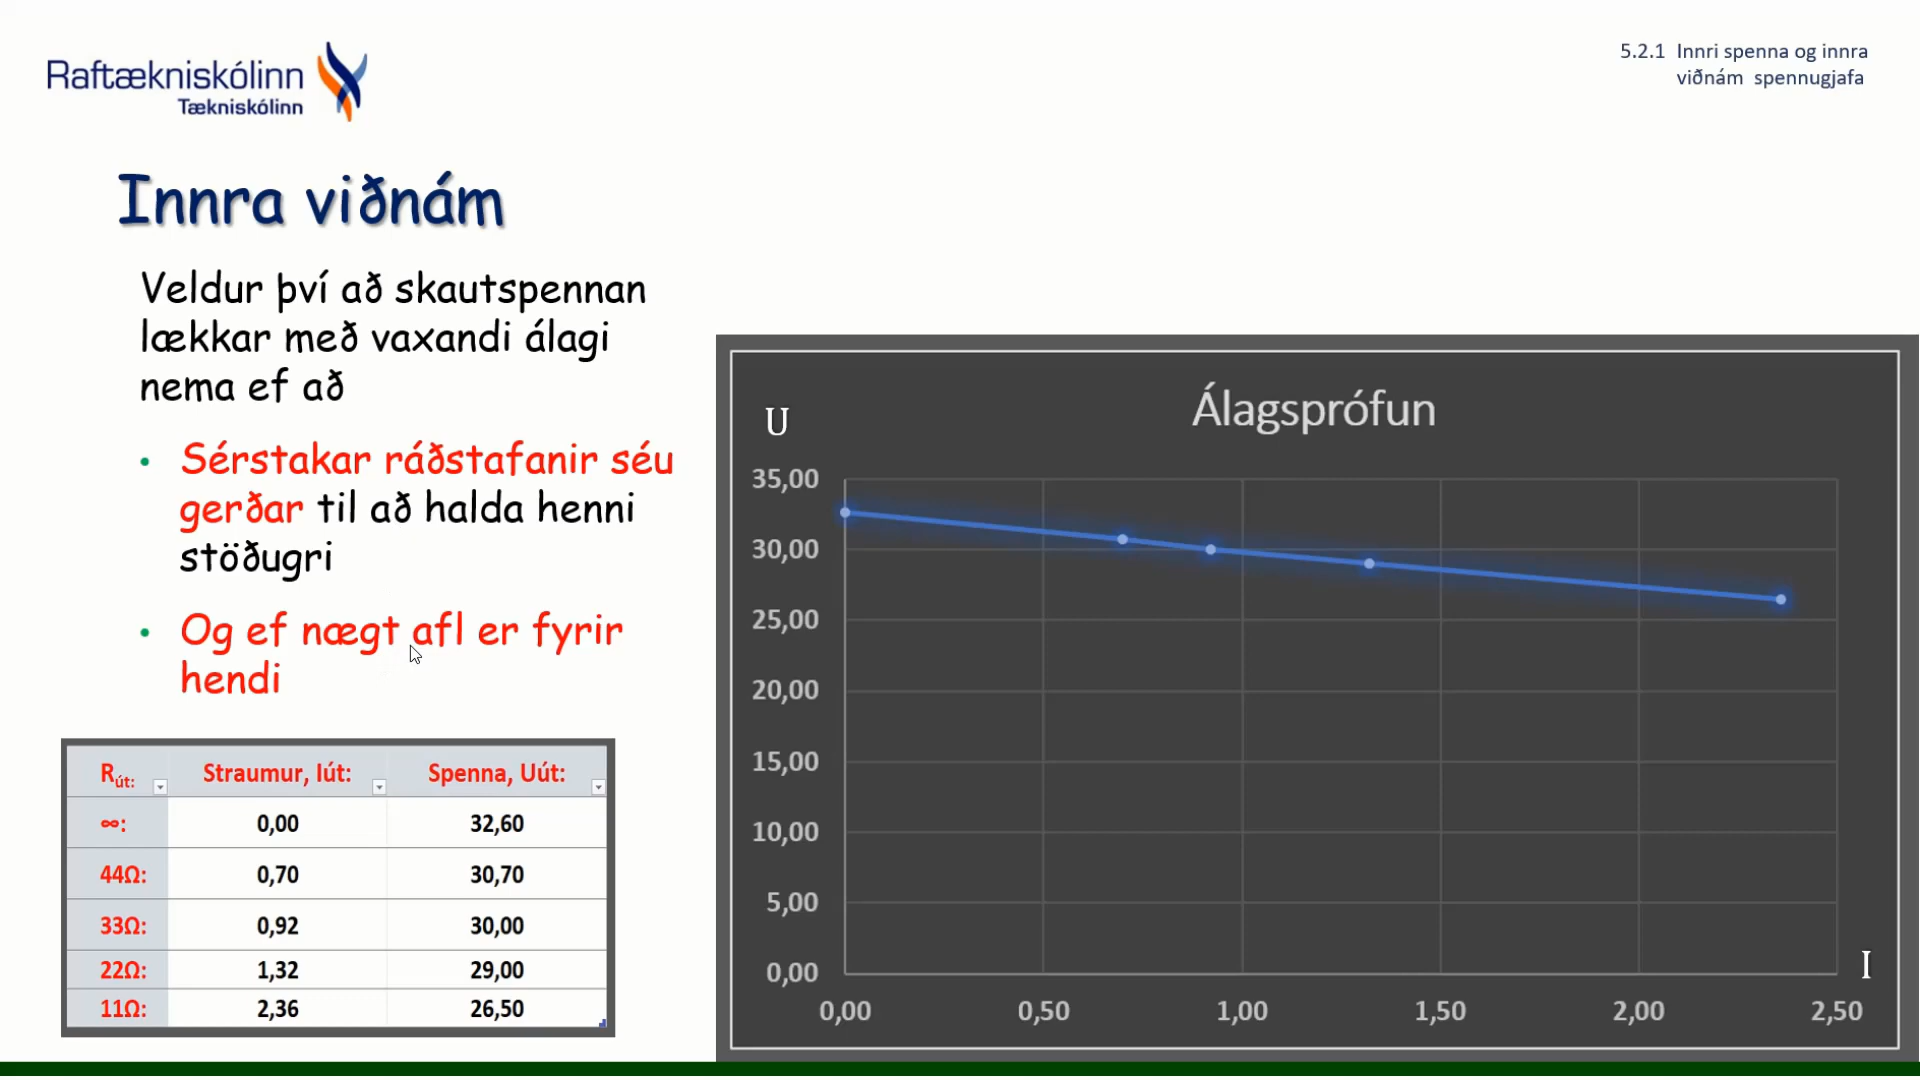 Raftækniskólinn
Tækniskólinn
5.2.1 Innri spenna og innra
viðnám spennugjafa
Innra viðnám
Veldur því að skautspennan
lækkar með vaxandi álagi
nema ef að
• Sérstakar ráðstafanir séu
gerðar til að halda henni
stöðugri
• Og ef nægt afl er fyrir
hendi
Rút: Straumur, Iút: Spenna, Uút:
∞: 0,00 32,60
44Ω: 0,70 30,70
33Ω: 0,92 30,00
22Ω: 1,32 29,00
11Ω: 2,36 26,50
Álagsprófun
U
35,00
30,00
25,00
20,00
15,00
10,00
5,00
0,00
I
0,00 0,50 1,00 1,50 2,00 2,50